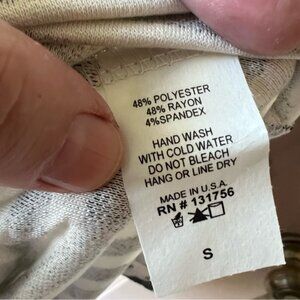 48% POLYESTER
48% RAYON
4%SPANDEX
HAND WASH
WITH COLD WATER
DO NOT BLEACH
HANG OR LINE DRY
MADE IN U.S.A.
RN # 131756
S